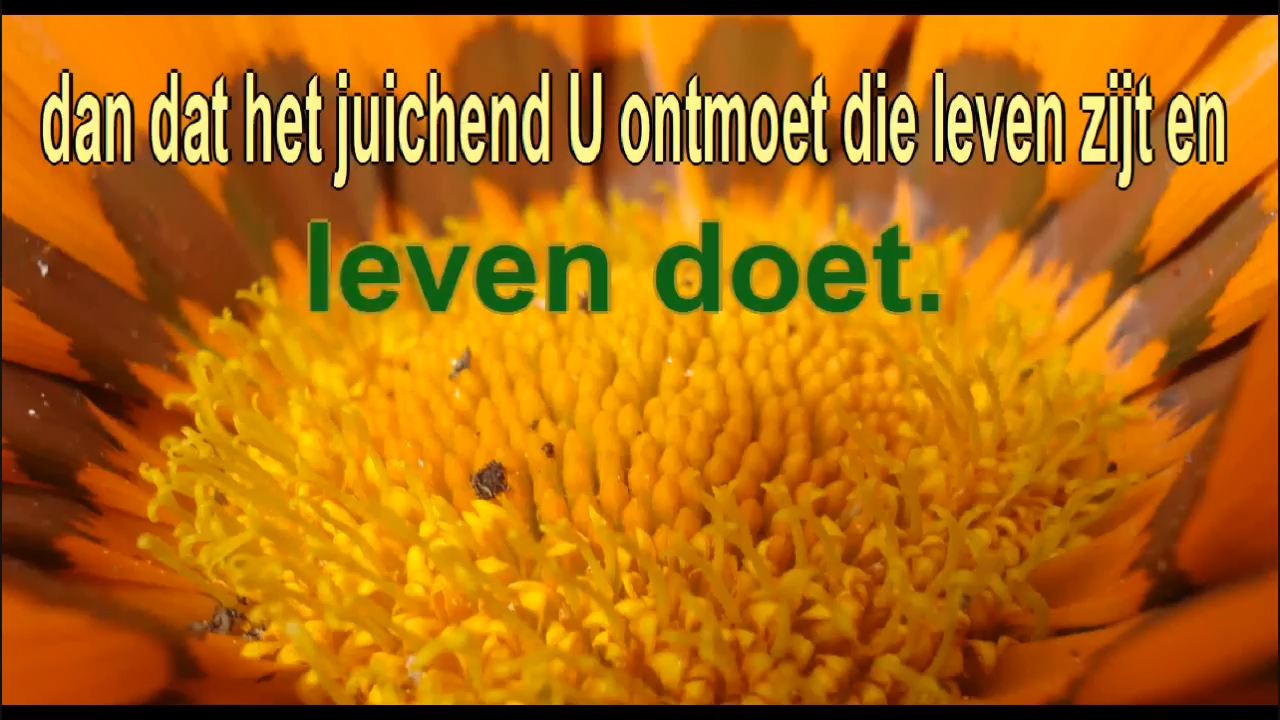 dan dat het juichend U ontmoet die leven zijt en
leven doet.